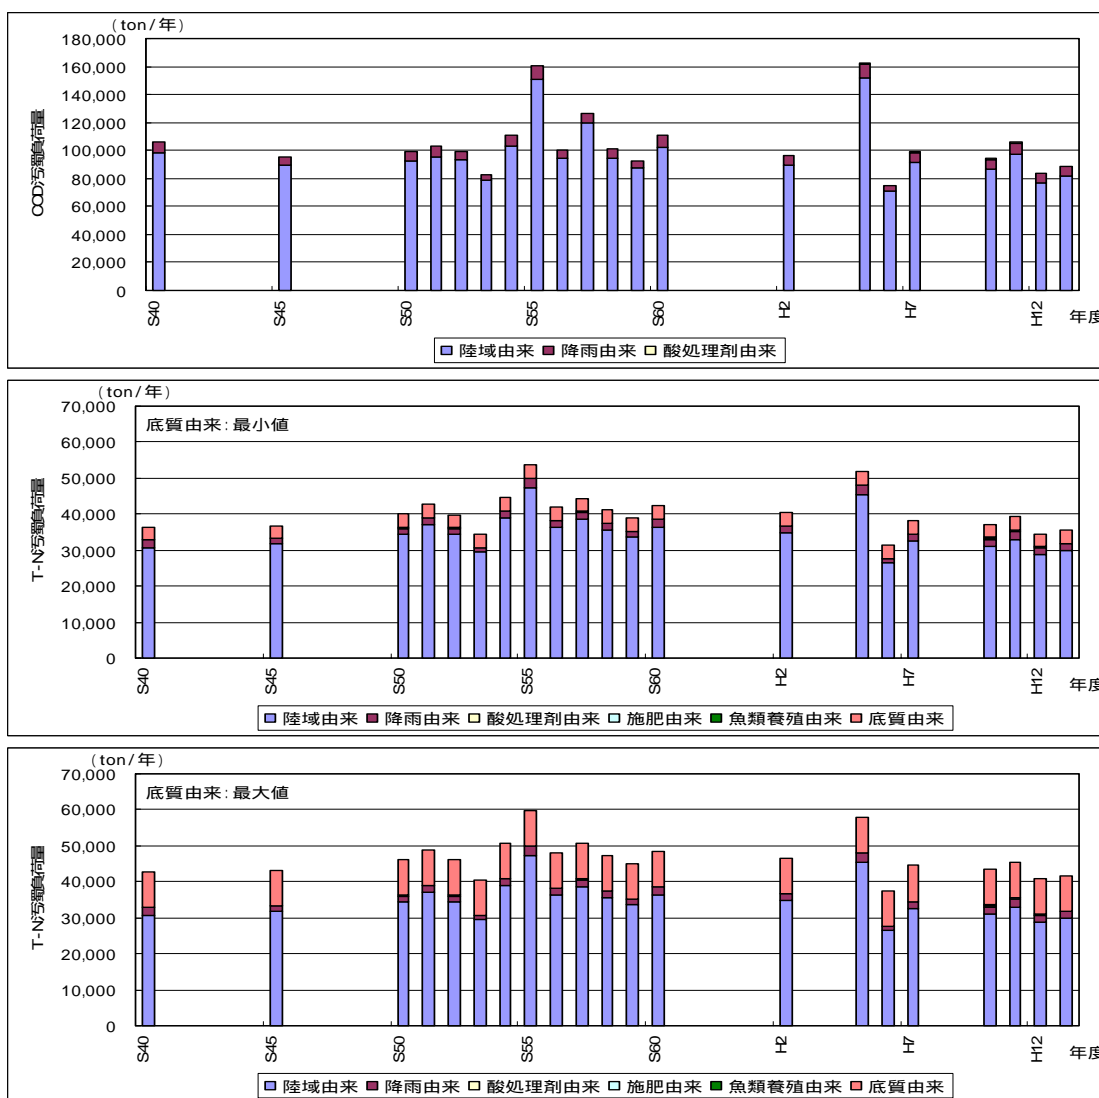 (ton/年)
180,000
160,000
140,000
120,000
100,000
80,000
60,000
40,000
20,000
0
COD汚濁負荷量
S40
S45
S50
S55
S60
H2
H7
H12
年度
陸域由来 降雨由来 酸処理剤由来
(ton/年)
70,000
60,000
50,000
40,000
30,000
20,000
10,000
0
底質由来:最小値
T-N汚濁負荷量
S40
S45
S50
S55
S60
H2
H7
H12
年度
陸域由来 降雨由来 酸処理剤由来 施肥由来 魚類養殖由来 底質由来
(ton/年)
70,000
60,000
50,000
40,000
30,000
20,000
10,000
0
底質由来:最大値
T-N汚濁負荷量
S40
S45
S50
S55
S60
H2
H7
H12
年度
陸域由来 降雨由来 酸処理剤由来 施肥由来 魚類養殖由来 底質由来